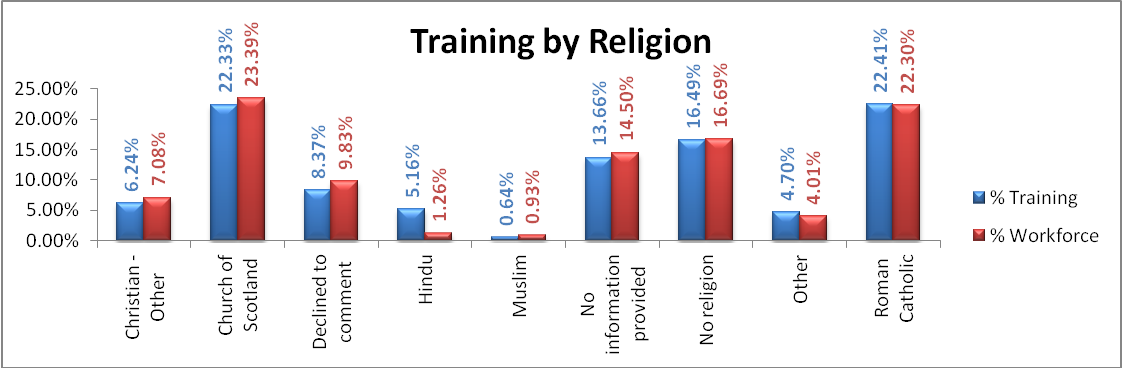 Training by Religion
25.00%
20.00%
15.00%
10.00%
5.00%
0.00%
6.24%
7.08%
22.33%
23.39%
8.37%
9.83%
5.16%
1.26%
0.64%
0.93%
13.66%
14.50%
16.49%
16.69%
4.70%
4.01%
22.41%
22.30%
Christian -
Other
Church of
Scotland
Declined to
comment
Hindu
Muslim
No
information
provided
No religion
Other
Roman
Catholic
% Training
% Workforce